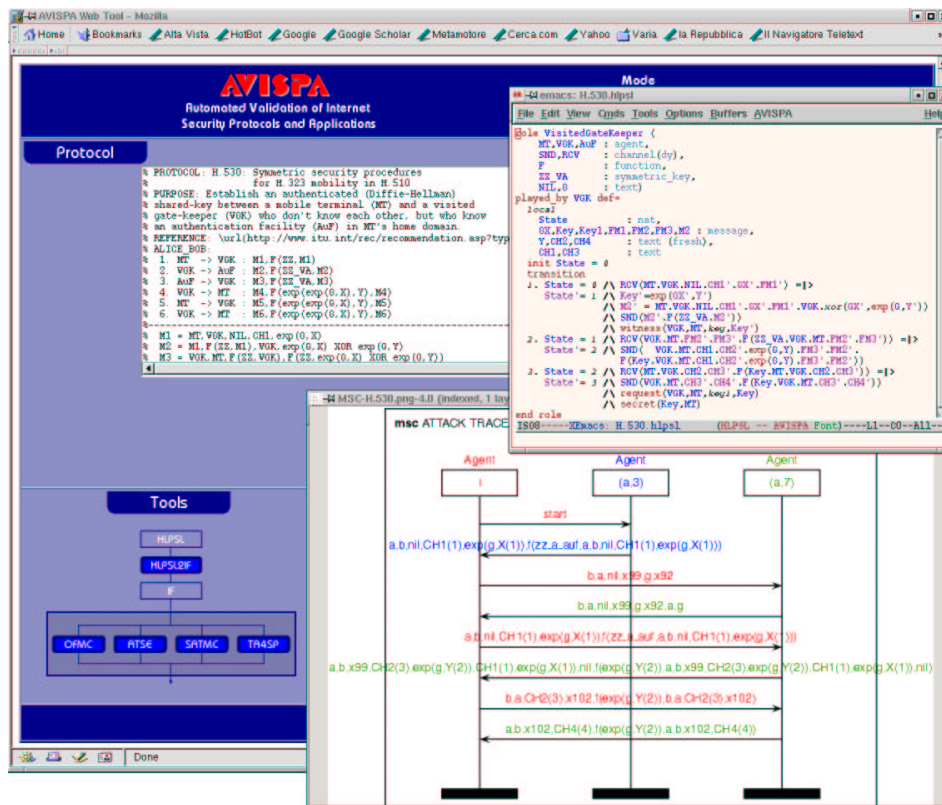 AVISPA Web Tool - Mozilla
Home Bookmarks Alta Vista HotBot Google Google Scholar Metamotore Cerca.com Yahoo Varia la Repubblica Il Navigatore Teletext
AVISPA
Automated Validation of Internet
Security Protocols and Applications
Mode
Protocol
% PROTOCOL: H.530: Symmetric security procedures
% for H.323 mobility in H.510
% PURPOSE: Establish an authenticated (Diffie-Hellman)
% shared-key between a mobile terminal (MT) and a visited
% gate-keeper (VGK) who don't know each other, but who know
% an authentication facility (AuF) in MT's home domain.
% REFERENCE: \url{http://www.itu.int/rec/recommendation.asp?typ
% ALICE_BOB:
% 1. MT -> VGK : M1,F(ZZ,M1)
% 2. VGK -> AuF : M2,F(ZZ_VA,M2)
% 3. AuF -> VGK : M3,F(ZZ_VA,M3)
% 4. VGK -> MT : M4,F(exp(exp(G,X),Y),M4)
% 5. MT -> VGK : M5,F(exp(exp(G,X),Y),M5)
% 6. VGK -> MT : M6,F(exp(exp(G,X),Y),M6)
%
% M1 = MT,VGK,NIL,CH1,exp(G,X)
% M2 = M1,F(ZZ,M1),VGK,exp(G,X) XOR exp(G,Y)
% M3 = VGK,MT,F(ZZ,VGK),F(ZZ,exp(G,X) XOR exp(G,Y))
Tools
HLPSL
HLPSL2IF
IF
OFMC ATSE SATMC TA4SP
Done
emacs: H.530.hlpsl
File Edit View Cmds Tools Options Buffers AVISPA Help
role VisitedGateKeeper (
MT,VGK,AuF : agent,
SND,RCV : channel(dy),
F : function,
ZZ_VA : symmetric_key,
NIL,G : text)
played_by VGK def=
local
State : nat,
GX,Key,Key1,FM1,FM2,FM3,M2 : message,
Y,CH2,CH4 : text (fresh),
CH1,CH3 : text
init State = 0
transition
1. State = 0 /\ RCV(MT.VGK.NIL.CH1'.GX'.FM1') =|>
State'= 1 /\ Key'=exp(GX',Y')
/\ M2' = MT.VGK.NIL.CH1'.GX'.FM1'.VGK.xor(GX',exp(G,Y'))
/\ SND(M2'.F(ZZ_VA.M2'))
/\ witness(VGK,MT,key,Key')
2. State = 1 /\ RCV(VGK.MT.FM2'.FM3'.F(ZZ_VA.VGK.MT.FM2'.FM3')) =|>
State'= 2 /\ SND( VGK.MT.CH1.CH2'.exp(G,Y).FM3'.FM2'.
F(Key.VGK.MT.CH1.CH2'.exp(G,Y).FM3'.FM2'))
3. State = 2 /\ RCV(MT.VGK.CH2.CH3'.F(Key.MT.VGK.CH2.CH3')) =|>
State'= 3 /\ SND(VGK.MT.CH3'.CH4'.F(Key.VGK.MT.CH3'.CH4'))
/\ request(VGK,MT,key1,Key)
/\ secret(Key,MT)
end role
ISO8-----XEmacs: H.530.hlpsl (HLPSL -- AVISPA Font)----L1--C0--All--
MSC-H.530.png-4.0 (indexed, 1 lay
msc ATTACK TRACE
Agent Agent Agent
i (a,3) (a,7)
start
a,b,nil,CH1(1),exp(g,X(1)),f(zz_a_auf,a,b,nil,CH1(1),exp(g,X(1)))
b,a,nil,x99,g,x92
b,a,nil,x99,g,x92,a,g
a,b,nil,CH1(1),exp(g,X(1)),f(zz_a_auf,a,b,nil,CH1(1),exp(g,X(1)))
a,b,x99,CH2(3),exp(g,Y(2)),CH1(1),exp(g,X(1)),nil,f(exp(g,Y(2)),a,b,x99,CH2(3),exp(g,Y(2)),CH1(1),exp(g,X(1)),nil)
b,a,CH2(3),x102,f(exp(g,Y(2)),b,a,CH2(3),x102)
a,b,x102,CH4(4),f(exp(g,Y(2)),a,b,x102,CH4(4))